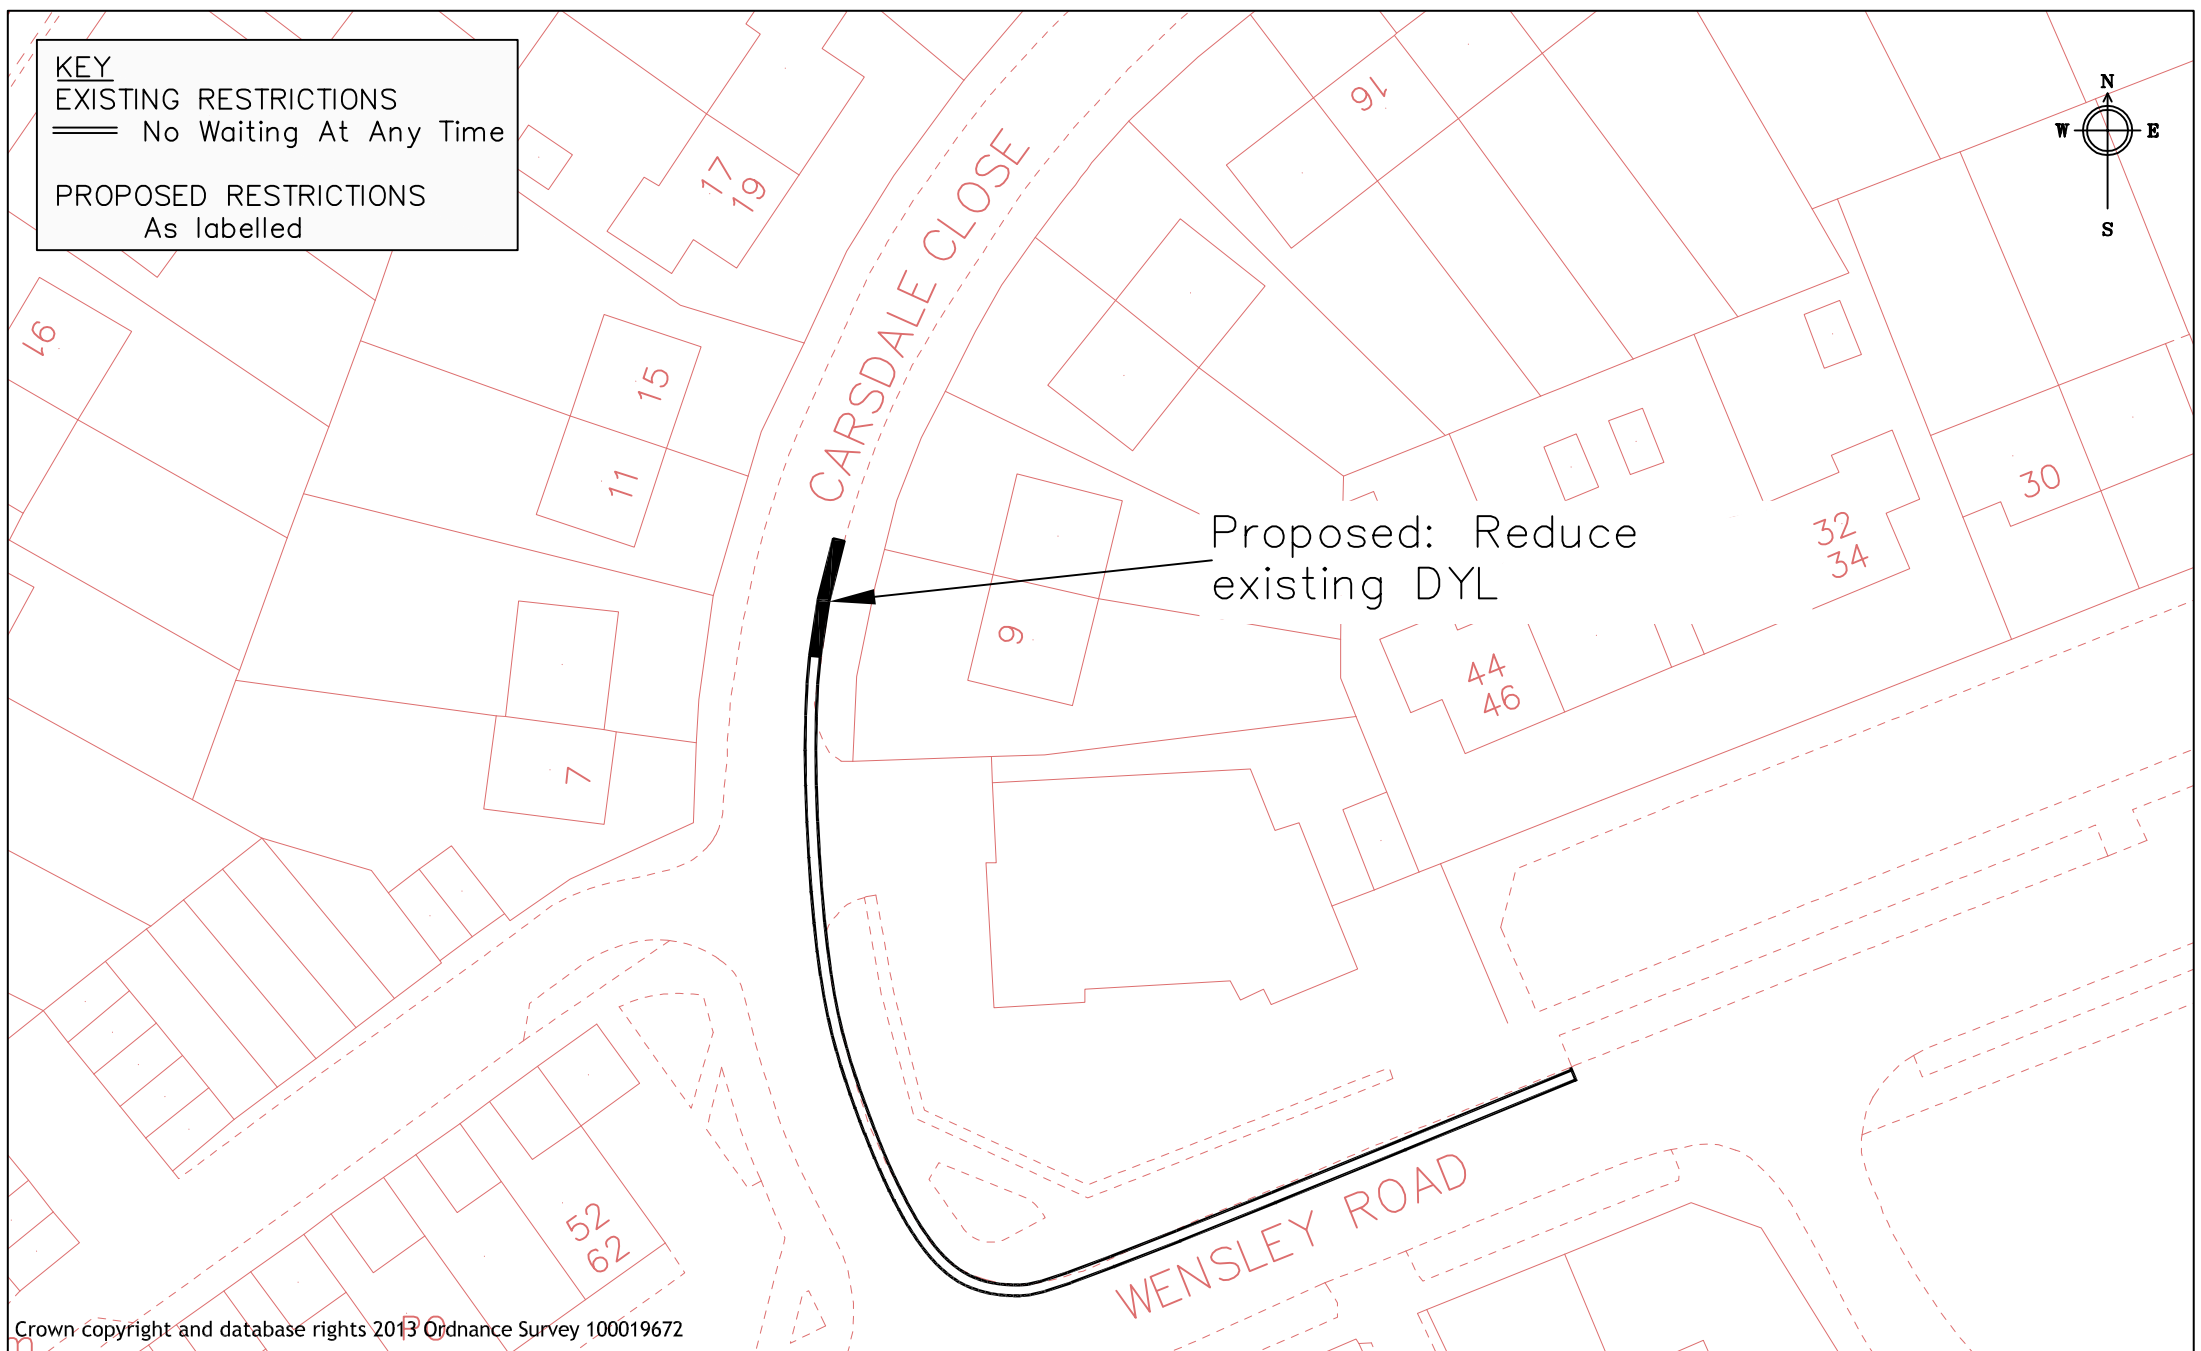 KEY
EXISTING RESTRICTIONS
No Waiting At Any Time
PROPOSED RESTRICTIONS
As labelled
N
W E
S
16
17
19
CARSDALE CLOSE
16
15
11
30
32
34
Proposed: Reduce
existing DYL
9
44
46
7
52
62
WENSLEY ROAD
PO
Crown copyright and database rights 2013 Ordnance Survey 100019672